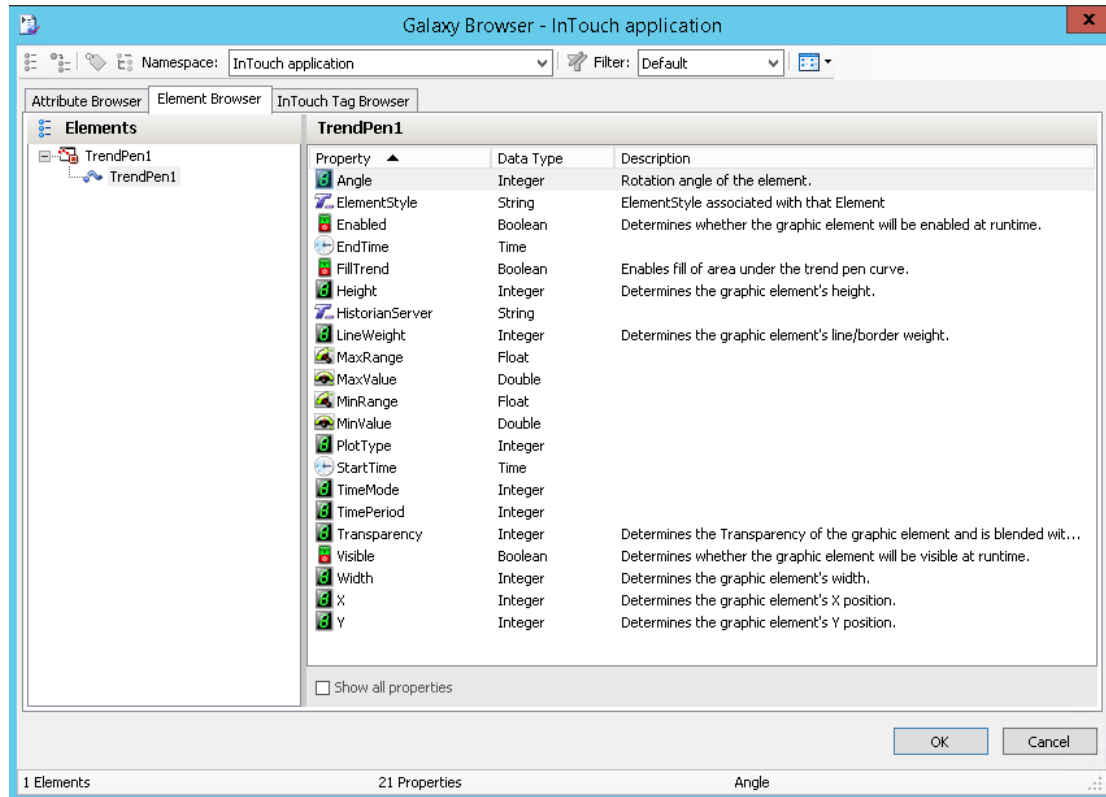 Galaxy Browser - InTouch application
x
Namespace: InTouch application Filter: Default
Attribute Browser Element Browser InTouch Tag Browser
Elements TrendPen1
TrendPen1
TrendPen1
Property Data Type Description
Angle Integer Rotation angle of the element.
ElementStyle String ElementStyle associated with that Element
Enabled Boolean Determines whether the graphic element will be enabled at runtime.
EndTime Time
FillTrend Boolean Enables fill of area under the trend pen curve.
Height Integer Determines the graphic element's height.
HistorianServer String
LineWeight Integer Determines the graphic element's line/border weight.
MaxRange Float
MaxValue Double
MinRange Float
MinValue Double
PlotType Integer
StartTime Time
TimeMode Integer
TimePeriod Integer
Transparency Integer Determines the Transparency of the graphic element and is blended wit...
Visible Boolean Determines whether the graphic element will be visible at runtime.
Width Integer Determines the graphic element's width.
X Integer Determines the graphic element's X position.
Y Integer Determines the graphic element's Y position.
Show all properties
OK Cancel
1 Elements 21 Properties Angle